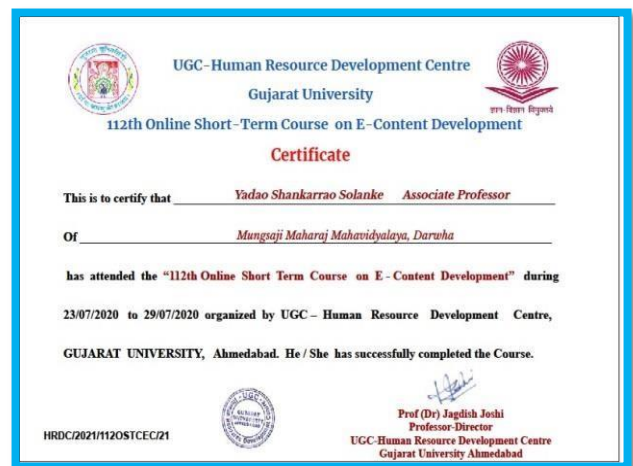 UGC-Human Resource Development Centre
Gujarat University
ज्ञान-विज्ञान विमुक्तये
112th Online Short-Term Course on E-Content Development
Certificate
This is to certify that Yadao Shankarrao Solanke Associate Professor
Of Mungsaji Maharaj Mahavidyalaya, Darwha
has attended the “112th Online Short Term Course on E - Content Development” during
23/07/2020 to 29/07/2020 organized by UGC – Human Resource Development Centre,
GUJARAT UNIVERSITY, Ahmedabad. He / She has successfully completed the Course.
Prof (Dr) Jagdish Joshi
Professor-Director
HRDC/2021/112OSTCEC/21
UGC-Human Resource Development Centre
Gujarat University Ahmedabad